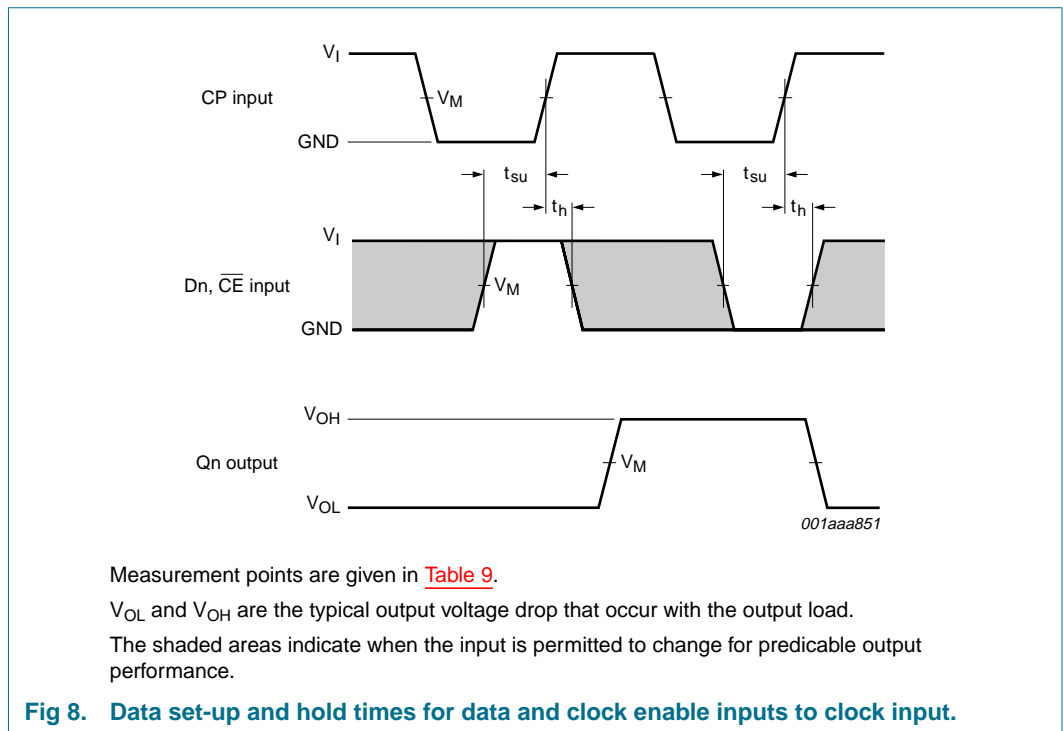 V_I
CP input
V_M
GND
t_su
t_su
t_h
t_h
V_I
Dn, C̅E̅ input
V_M
GND
V_OH
Qn output
V_M
V_OL
001aaa851
Measurement points are given in Table 9.
V_OL and V_OH are the typical output voltage drop that occur with the output load.
The shaded areas indicate when the input is permitted to change for predicable output
performance.
Fig 8. Data set-up and hold times for data and clock enable inputs to clock input.